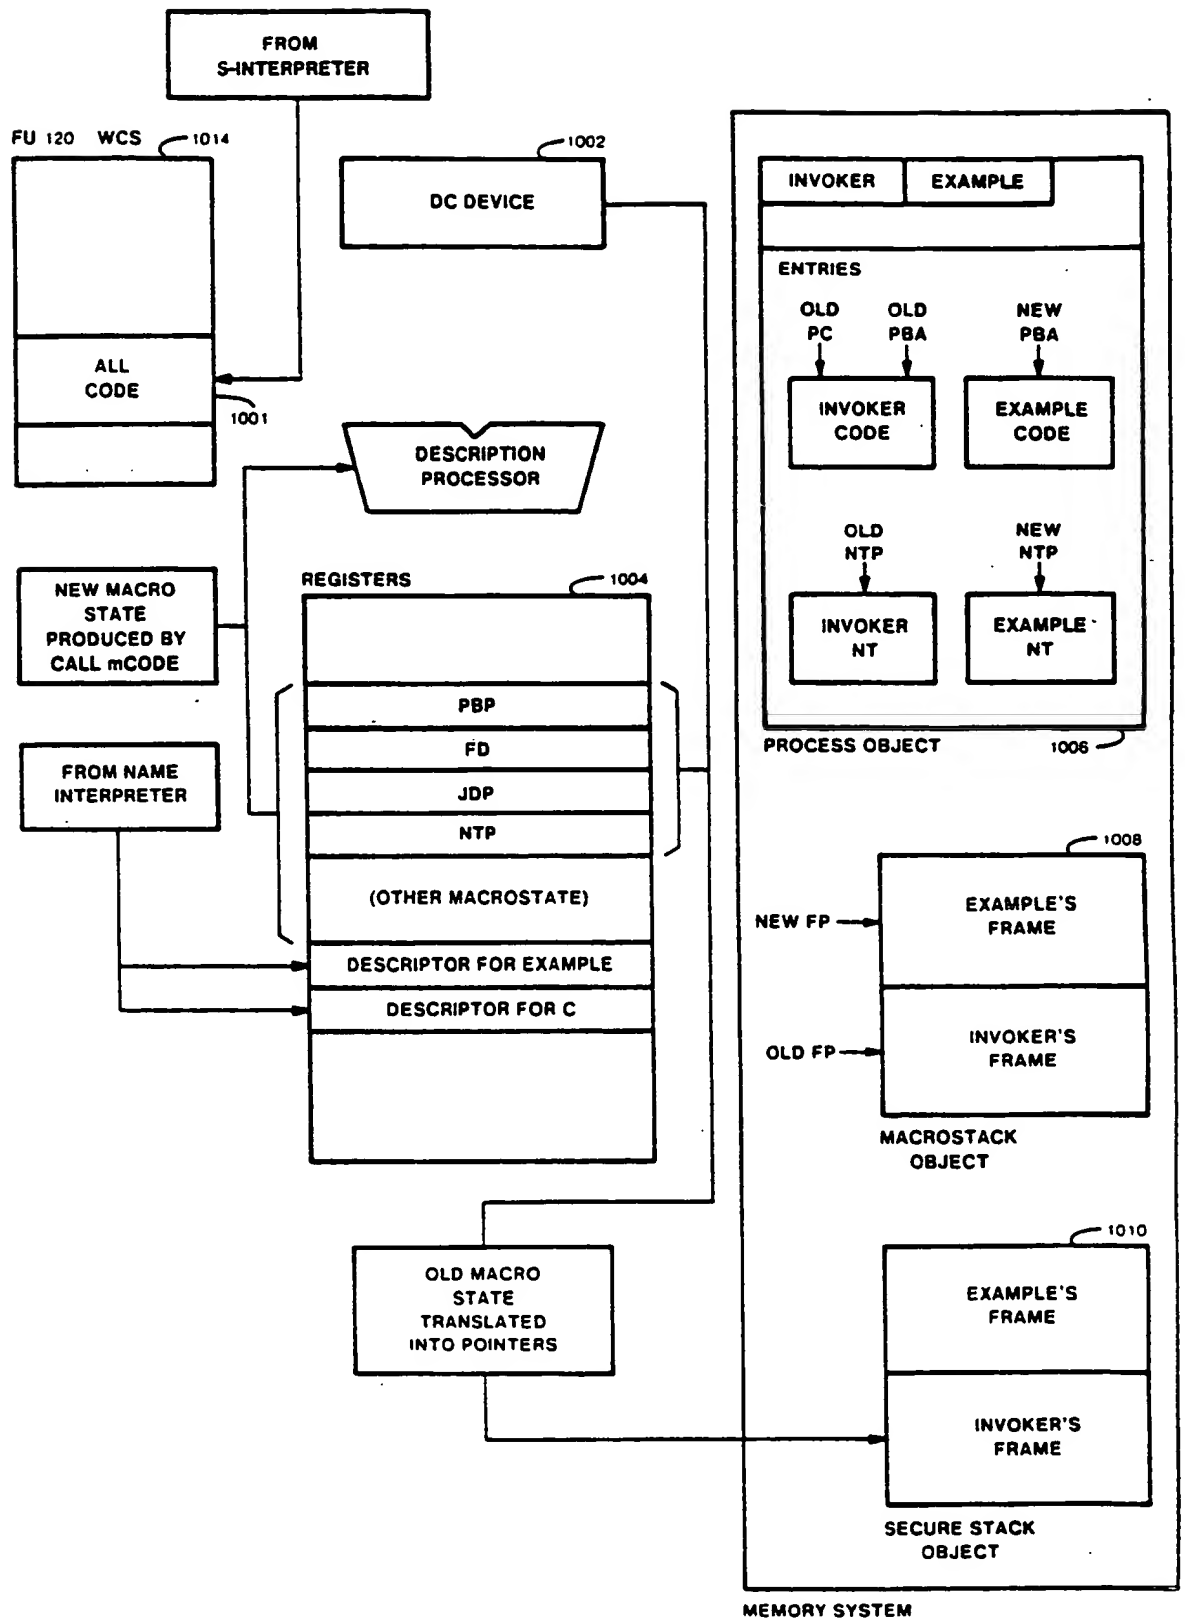 FROM
S-INTERPRETER
FU 120 WCS
1014
1002
DC DEVICE
INVOKER
EXAMPLE
ENTRIES
OLD
PC
OLD
PBA
NEW
PBA
ALL
CODE
1001
INVOKER
CODE
EXAMPLE
CODE
DESCRIPTION
PROCESSOR
OLD
NTP
NEW
NTP
REGISTERS
1004
NEW MACRO
STATE
PRODUCED BY
CALL mCODE
INVOKER
NT
EXAMPLE
NT
PBP
FD
JDP
NTP
PROCESS OBJECT
1006
FROM NAME
INTERPRETER
(OTHER MACROSTATE)
DESCRIPTOR FOR EXAMPLE
DESCRIPTOR FOR C
1008
NEW FP
EXAMPLE'S
FRAME
OLD FP
INVOKER'S
FRAME
MACROSTACK
OBJECT
OLD MACRO
STATE
TRANSLATED
INTO POINTERS
1010
EXAMPLE'S
FRAME
INVOKER'S
FRAME
SECURE STACK
OBJECT
MEMORY SYSTEM